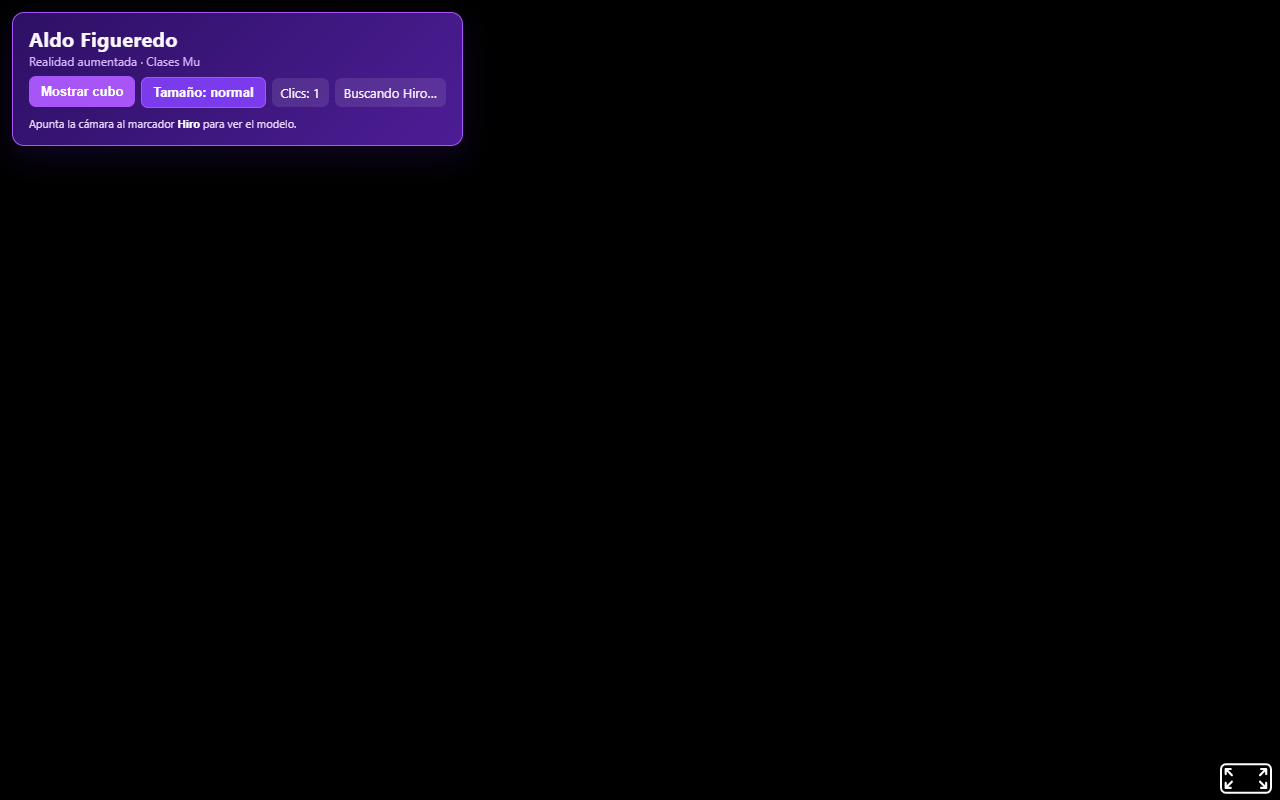 Aldo Figueredo
Realidad aumentada · Clases Mu
Mostrar cubo
Tamaño: normal
Clics: 1
Buscando Hiro...
Apunta la cámara al marcador Hiro para ver el modelo.